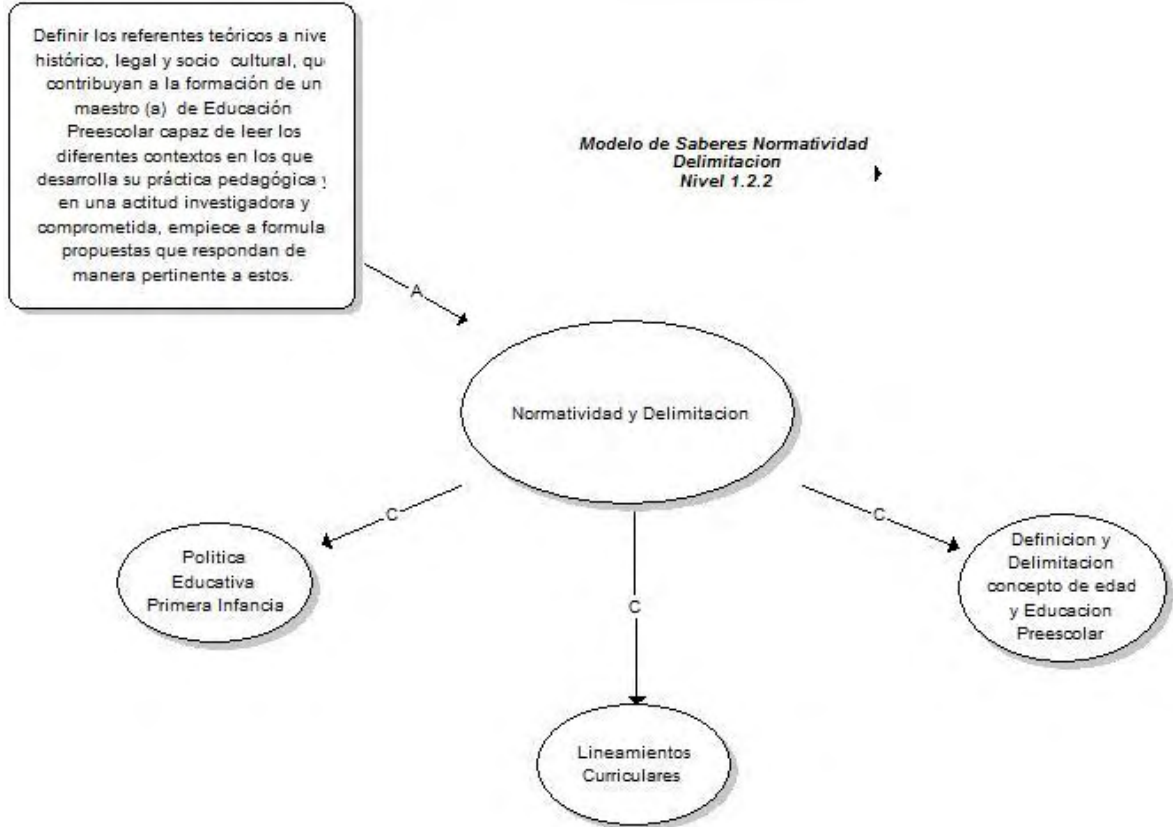 Definir los referentes teóricos a nive
histórico, legal y socio cultural, qu
contribuyan a la formación de un
maestro (a) de Educación
Preescolar capaz de leer los
diferentes contextos en los que
desarrolla su práctica pedagógica y
en una actitud investigadora y
comprometida, empiece a formula
propuestas que respondan de
manera pertinente a estos.
Modelo de Saberes Normatividad
Delimitacion
Nivel 1.2.2
A
Normatividad y Delimitacion
C
C
C
Politica
Educativa
Primera Infancia
Definicion y
Delimitacion
concepto de edad
y Educacion
Preescolar
Lineamientos
Curriculares